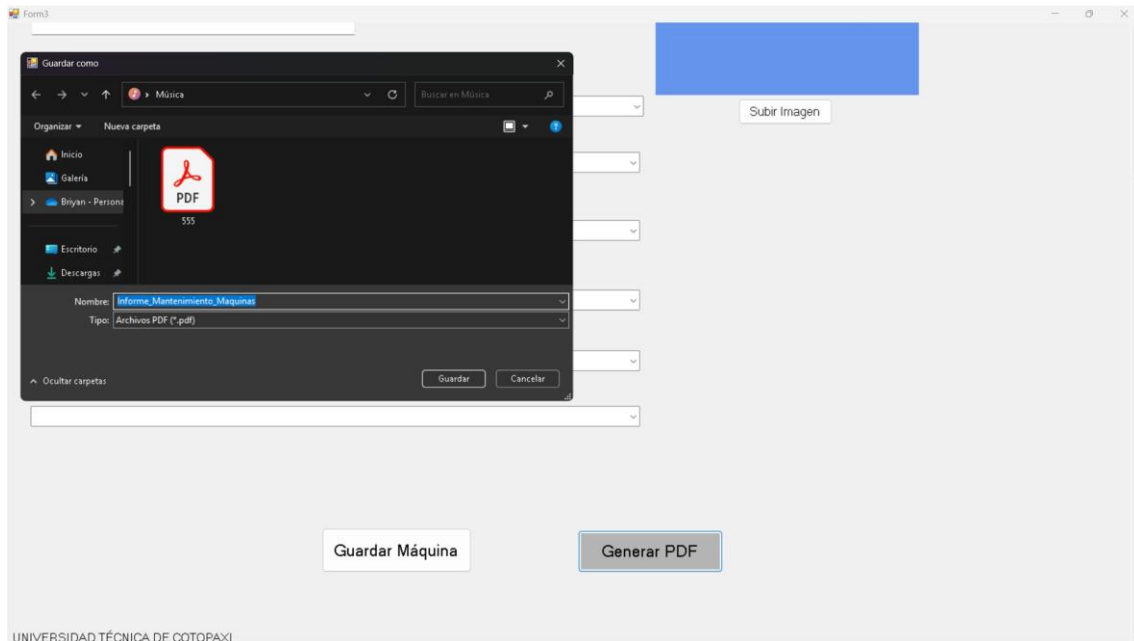 Form3
Guardar como
Música
Buscar en Música
Subir Imagen
Organizar
Nueva carpeta
Inicio
Galería
Briyan - Persona
PDF
555
Escritorio
Descargas
Nombre: Informe_Mantenimiento_Maquinas
Tipo: Archivos PDF (*.pdf)
Ocultar carpetas
Guardar
Cancelar
Guardar Máquina
Generar PDF
UNIVERSIDAD TÉCNICA DE COTOPAXI